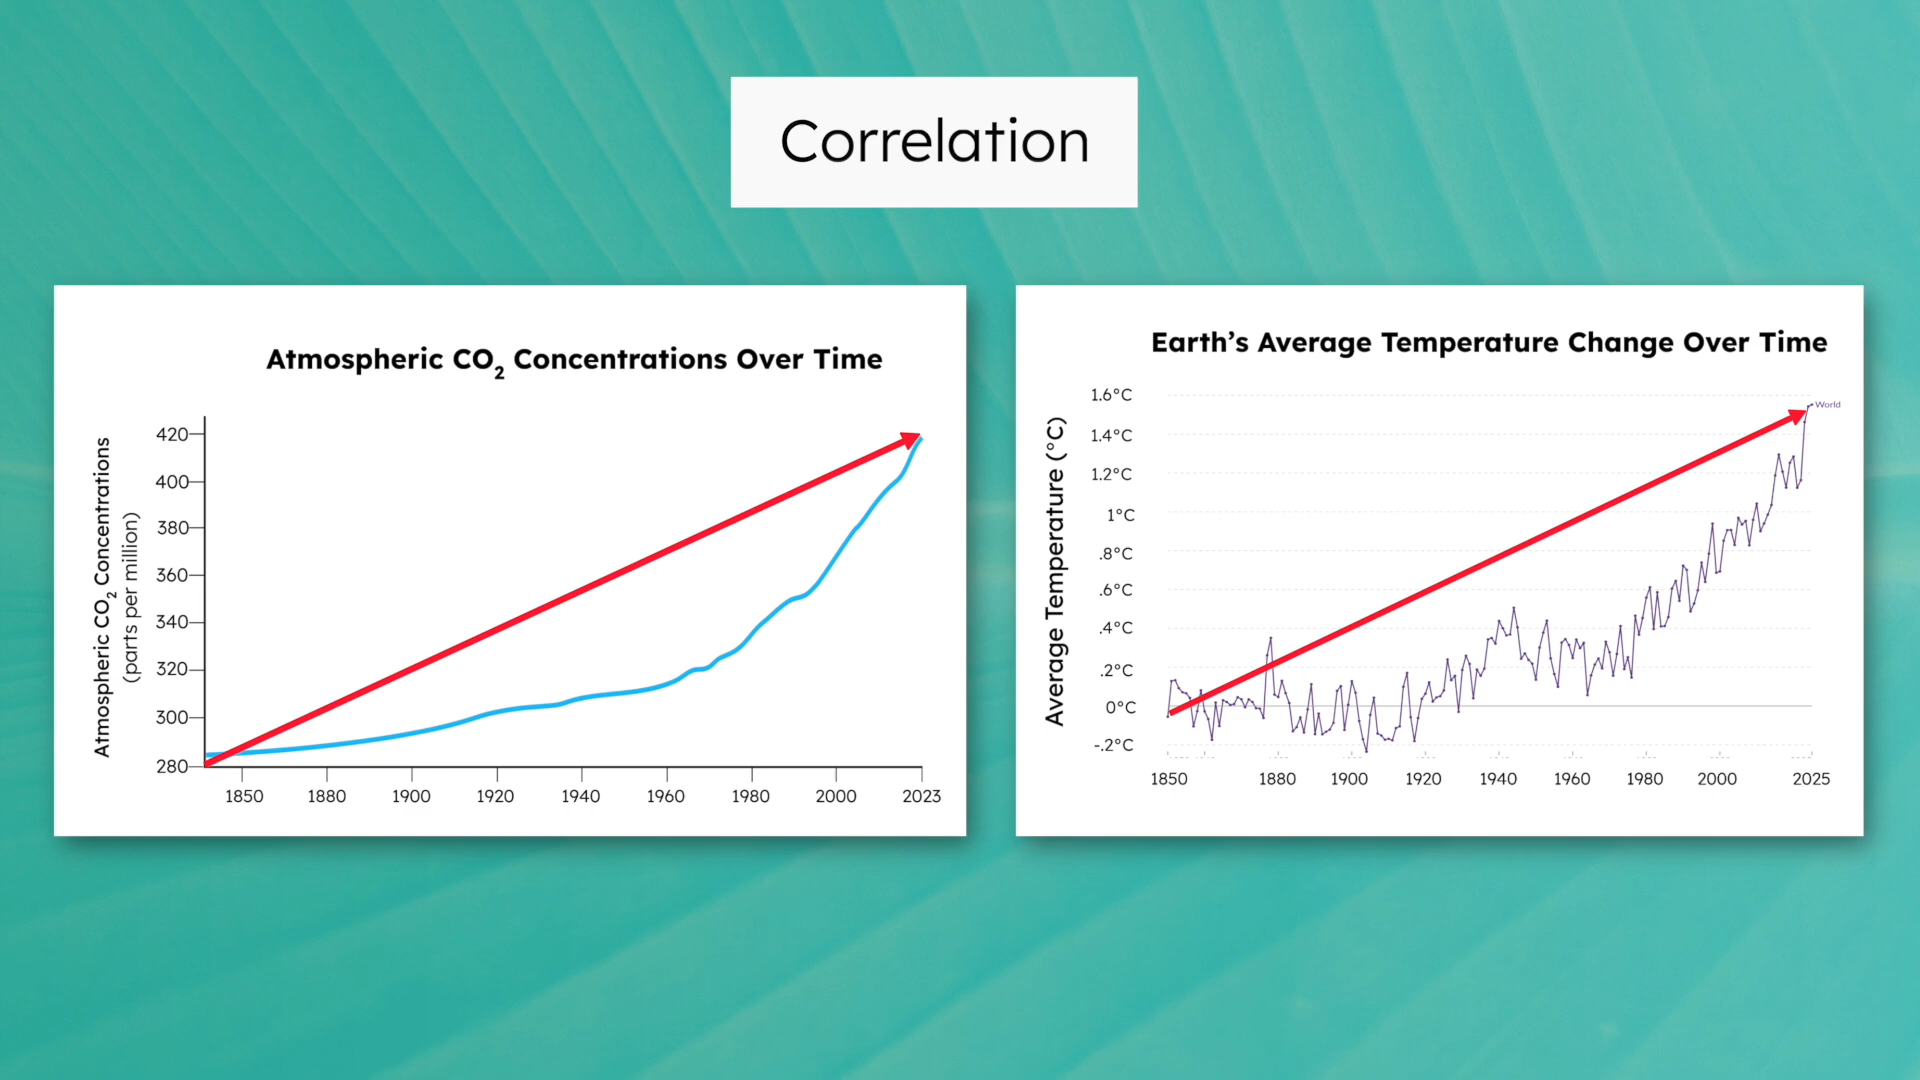 Correlation
Atmospheric CO₂ Concentrations Over Time
Atmospheric CO₂ Concentrations
(parts per million)
420
400
380
360
340
320
300
280
1850 1880 1900 1920 1940 1960 1980 2000 2023
Earth’s Average Temperature Change Over Time
Average Temperature (°C)
1.6°C
World
1.4°C
1.2°C
1°C
.8°C
.6°C
.4°C
.2°C
0°C
-.2°C
1850 1880 1900 1920 1940 1960 1980 2000 2025